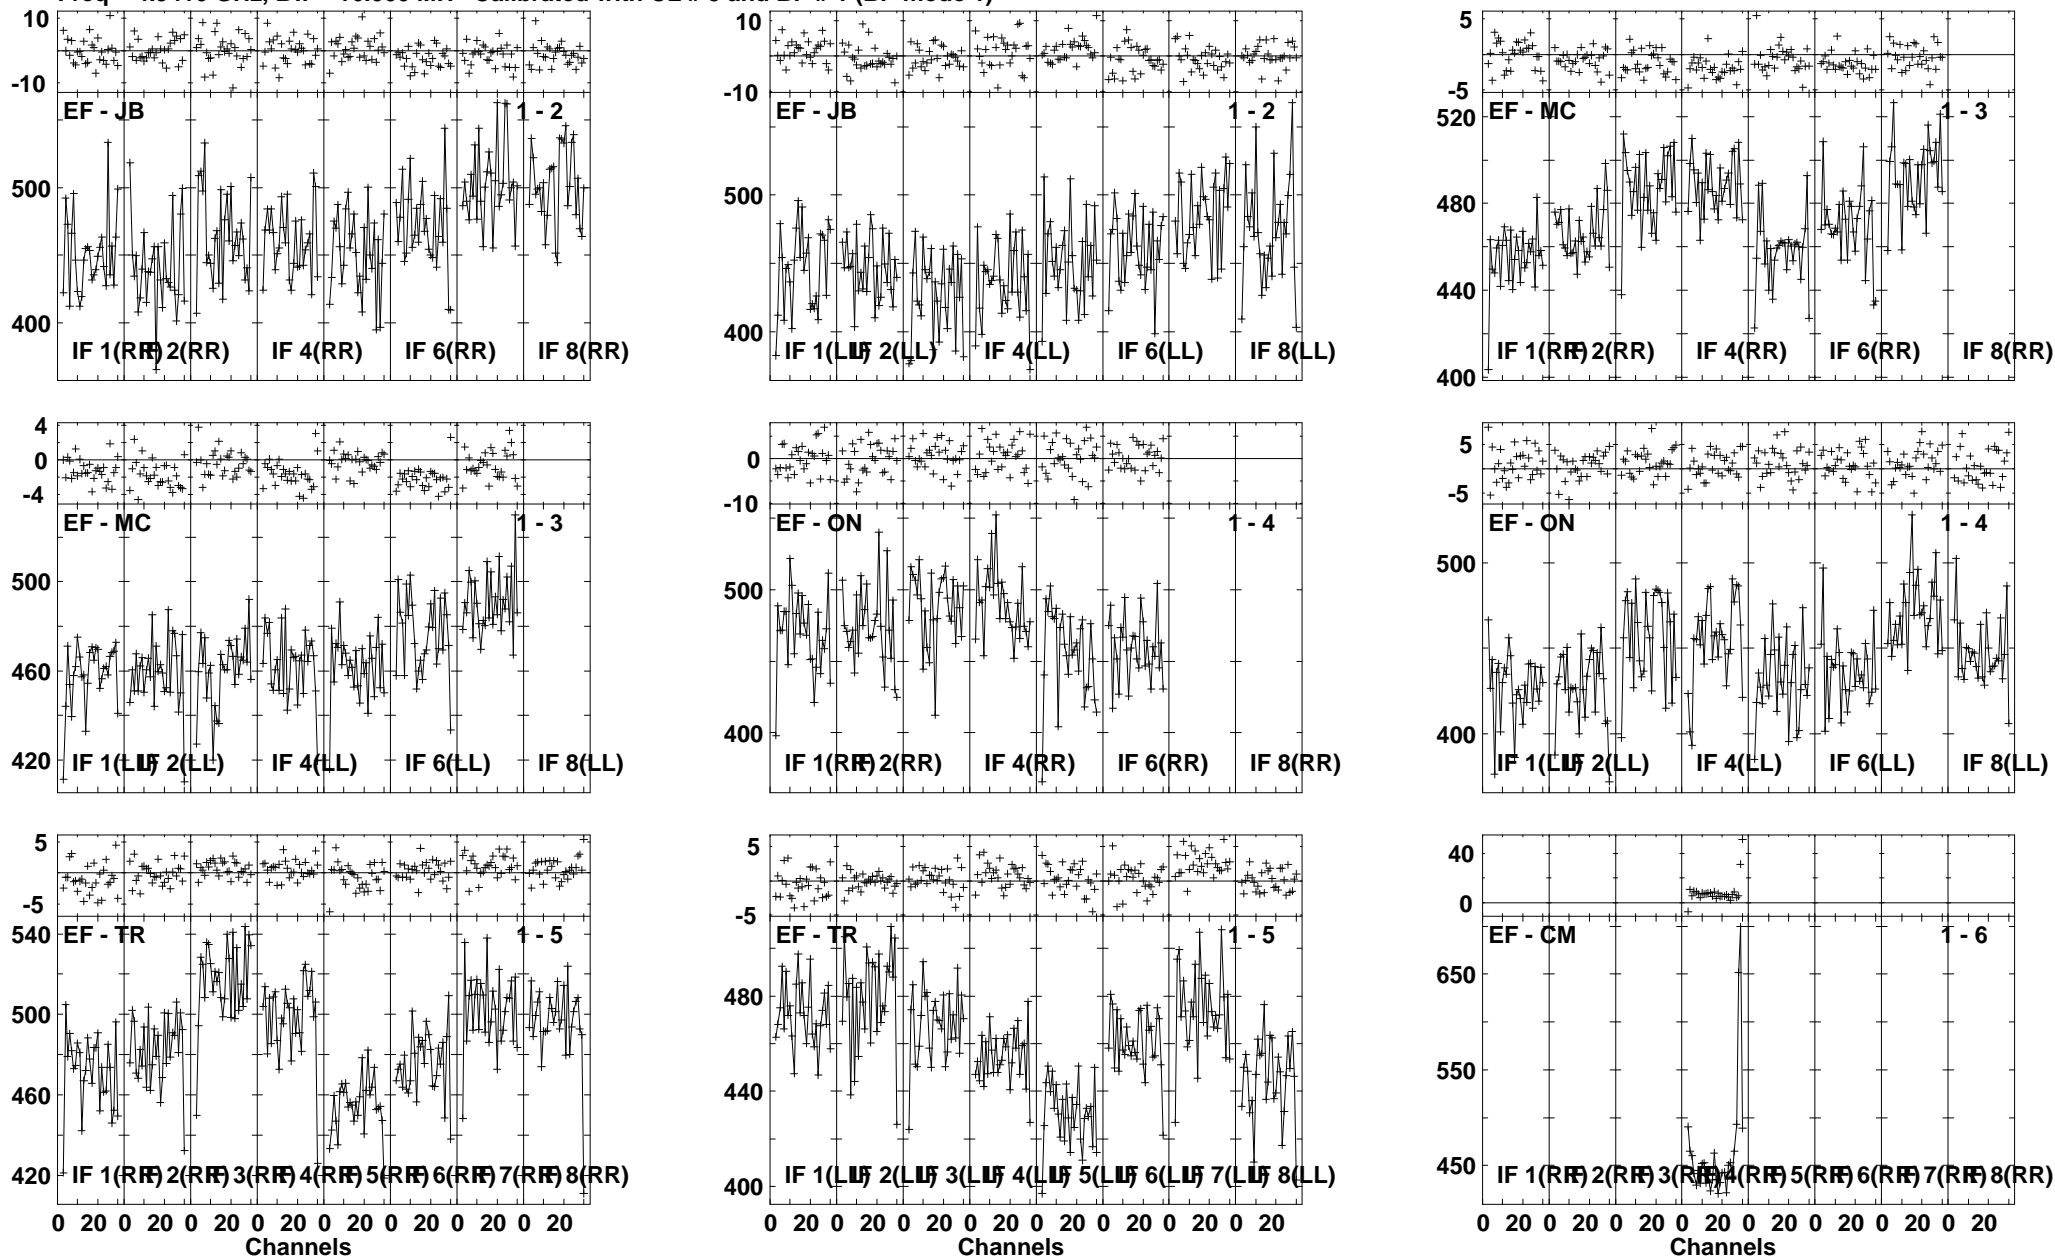 Calibrated with
and BP
(BP mode 1)
10
-10
EF - JB 1 - 2
500
400
IF 1(RR) IF 2(RR) IF 4(RR) IF 6(RR) IF 8(RR)
10
0
-10
EF - JB 1 - 2
500
400
IF 1(LL) IF 2(LL) IF 4(LL) IF 6(LL) IF 8(LL)
5
0
-5
EF - MC 1 - 3
520
480
440
400
IF 1(RR) IF 2(RR) IF 4(RR) IF 6(RR) IF 8(RR)
4
0
-4
EF - MC 1 - 3
500
460
420
IF 1(LL) IF 2(LL) IF 4(LL) IF 6(LL) IF 8(LL)
0
-10
EF - ON 1 - 4
500
400
IF 1(RR) IF 2(RR) IF 4(RR) IF 6(RR) IF 8(RR)
5
-5
EF - ON 1 - 4
500
400
IF 1(LL) IF 2(LL) IF 4(LL) IF 6(LL) IF 8(LL)
5
-5
EF - TR 1 - 5
540
500
460
420
IF 1(RR) IF 2(RR) IF 3(RR) IF 4(RR) IF 5(RR) IF 6(RR) IF 7(RR) IF 8(RR)
0 20 0 20 0 20 0 20 0 20 0 20 0 20 0 20
Channels
5
-5
EF - TR 1 - 5
480
440
400
IF 1(LL) IF 2(LL) IF 3(LL) IF 4(LL) IF 5(LL) IF 6(LL) IF 7(LL) IF 8(LL)
0 20 0 20 0 20 0 20 0 20 0 20 0 20 0 20
Channels
40
0
EF - CM 1 - 6
650
550
450
IF 1(RR) IF 2(RR) IF 3(RR) IF 4(RR) IF 5(RR) IF 6(RR) IF 7(RR) IF 8(RR)
0 20 0 20 0 20 0 20 0 20 0 20 0 20 0 20
Channels